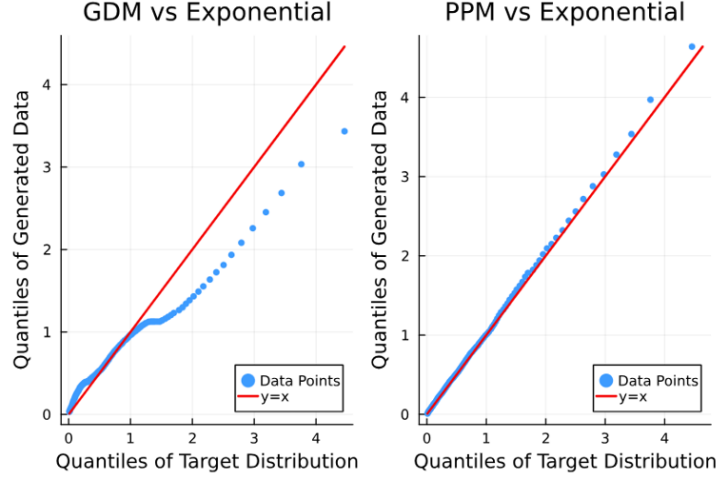 GDM vs Exponential
Quantiles of Generated Data
4
3
2
1
0
0 1 2 3 4
Quantiles of Target Distribution
Data Points
y=x
PPM vs Exponential
Quantiles of Generated Data
4
3
2
1
0
0 1 2 3 4
Quantiles of Target Distribution
Data Points
y=x